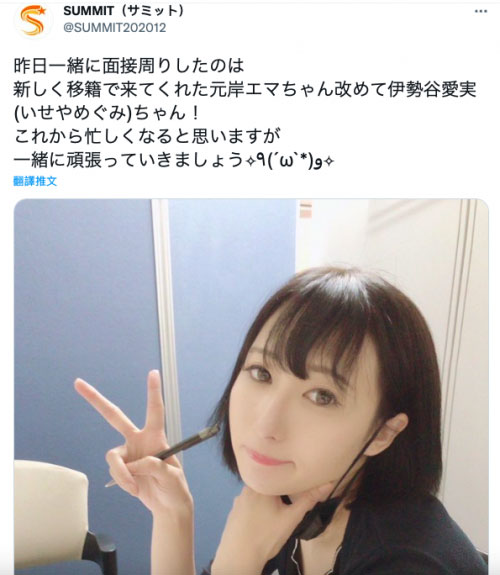 SUMMIT（サミット）
@SUMMIT202012
昨日一緒に面接周りしたのは
新しく移籍で来てくれた元岸エマちゃん改めて伊勢谷愛実
(いせやめぐみ)ちゃん！
これから忙しくなると思いますが
一緒に頑張っていきましょう✧٩(´ω`*)و✧
翻譯推文